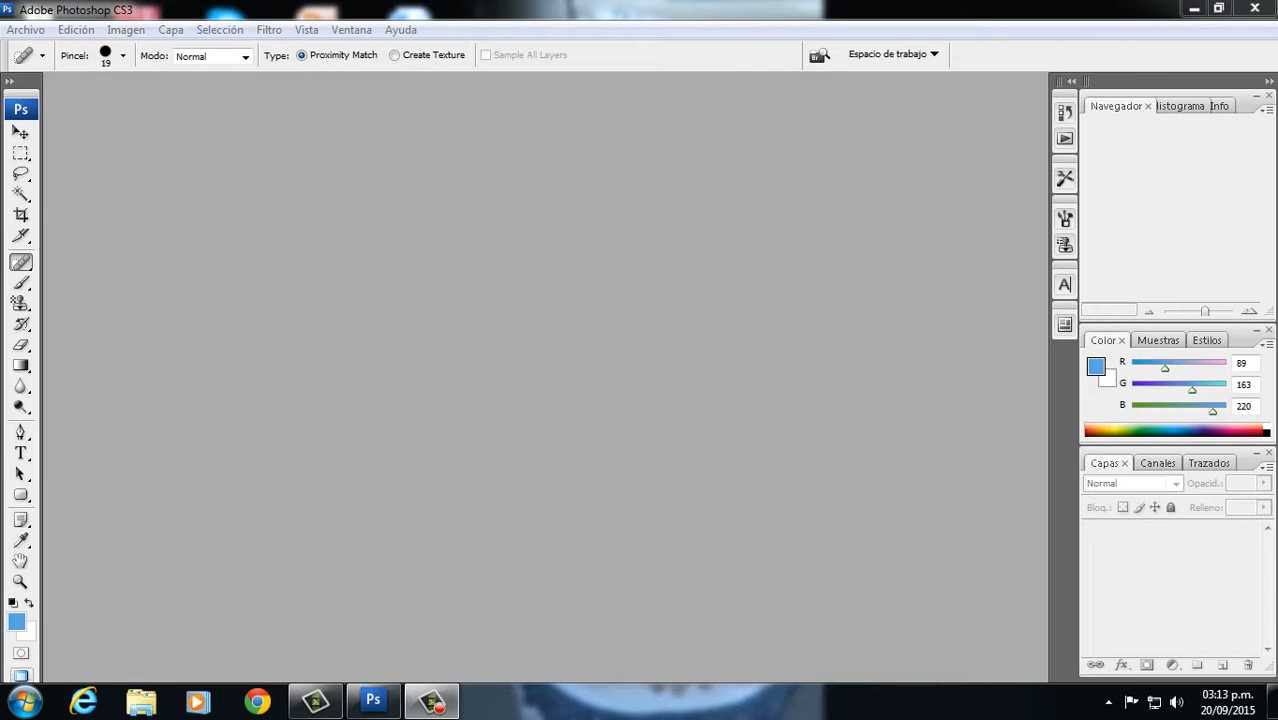 Adobe Photoshop CS3
Archivo Edición Imagen Capa Selección Filtro Vista Ventana Ayuda
Pincel: 19 Modo: Normal Type: Proximity Match Create Texture Sample All Layers Espacio de trabajo
Ps
Navegador Histograma Info
Color Muestras Estilos
R 89
G 163
B 220
Capas Canales Trazados
Normal Opacid.:
Bloq.: Relleno:
03:13 p.m.
20/09/2015